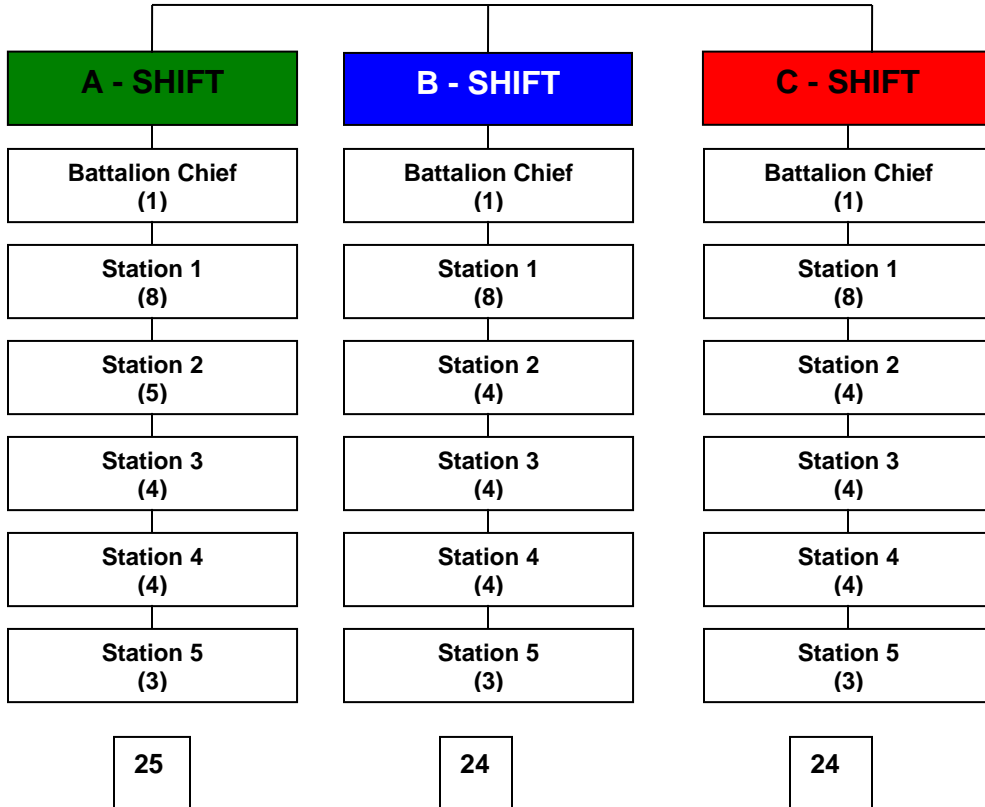 A - SHIFT
Battalion Chief
(1)
Station 1
(8)
Station 2
(5)
Station 3
(4)
Station 4
(4)
Station 5
(3)
25
B - SHIFT
Battalion Chief
(1)
Station 1
(8)
Station 2
(4)
Station 3
(4)
Station 4
(4)
Station 5
(3)
24
C - SHIFT
Battalion Chief
(1)
Station 1
(8)
Station 2
(4)
Station 3
(4)
Station 4
(4)
Station 5
(3)
24